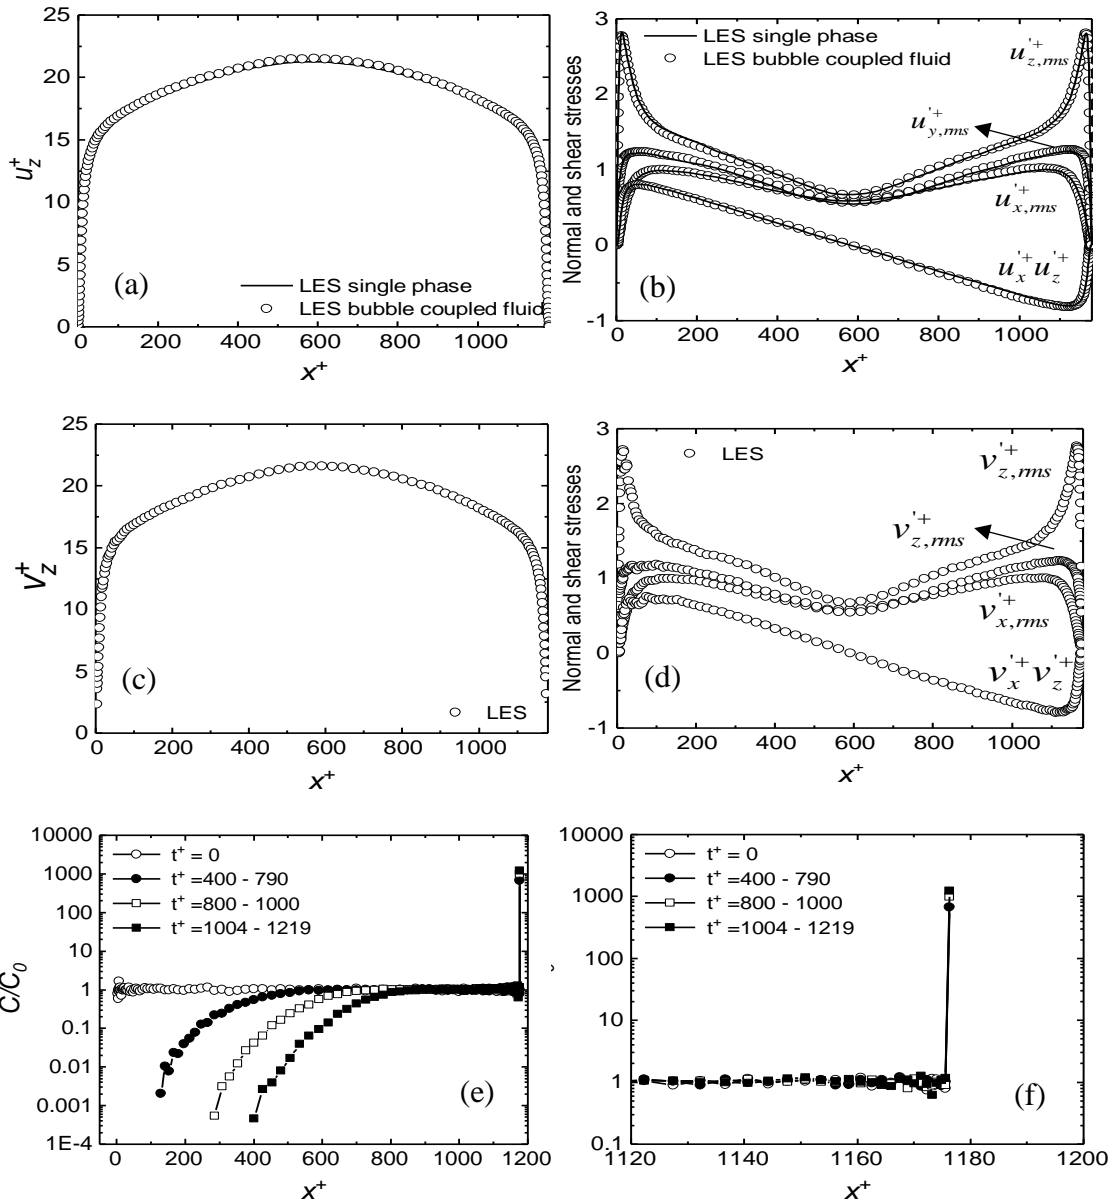 25
20
15
10
5
0
u_z^+
(a)
LES single phase
LES bubble coupled fluid
0 200 400 600 800 1000
x^+
3
2
1
0
-1
Normal and shear stresses
LES single phase
LES bubble coupled fluid
u'^+_{z,rms}
u'^+_{y,rms}
u'^+_{x,rms}
u'^+_x u'^+_z
(b)
0 200 400 600 800 1000
x^+
25
20
15
10
5
0
V_z^+
(c)
LES
0 200 400 600 800 1000
x^+
3
2
1
0
-1
Normal and shear stresses
LES
v'^+_{z,rms}
v'^+_{z,rms}
v'^+_{x,rms}
v'^+_x v'^+_z
(d)
0 200 400 600 800 1000
x^+
10000
1000
100
10
1
0.1
0.01
0.001
1E-4
C/C_0
t^+ = 0
t^+ =400 - 790
t^+ =800 - 1000
t^+ =1004 - 1219
(e)
0 200 400 600 800 1000 1200
x^+
10000
1000
100
10
1
0.1
t^+ = 0
t^+ =400 - 790
t^+ =800 - 1000
t^+ =1004 - 1219
(f)
1120 1140 1160 1180 1200
x^+